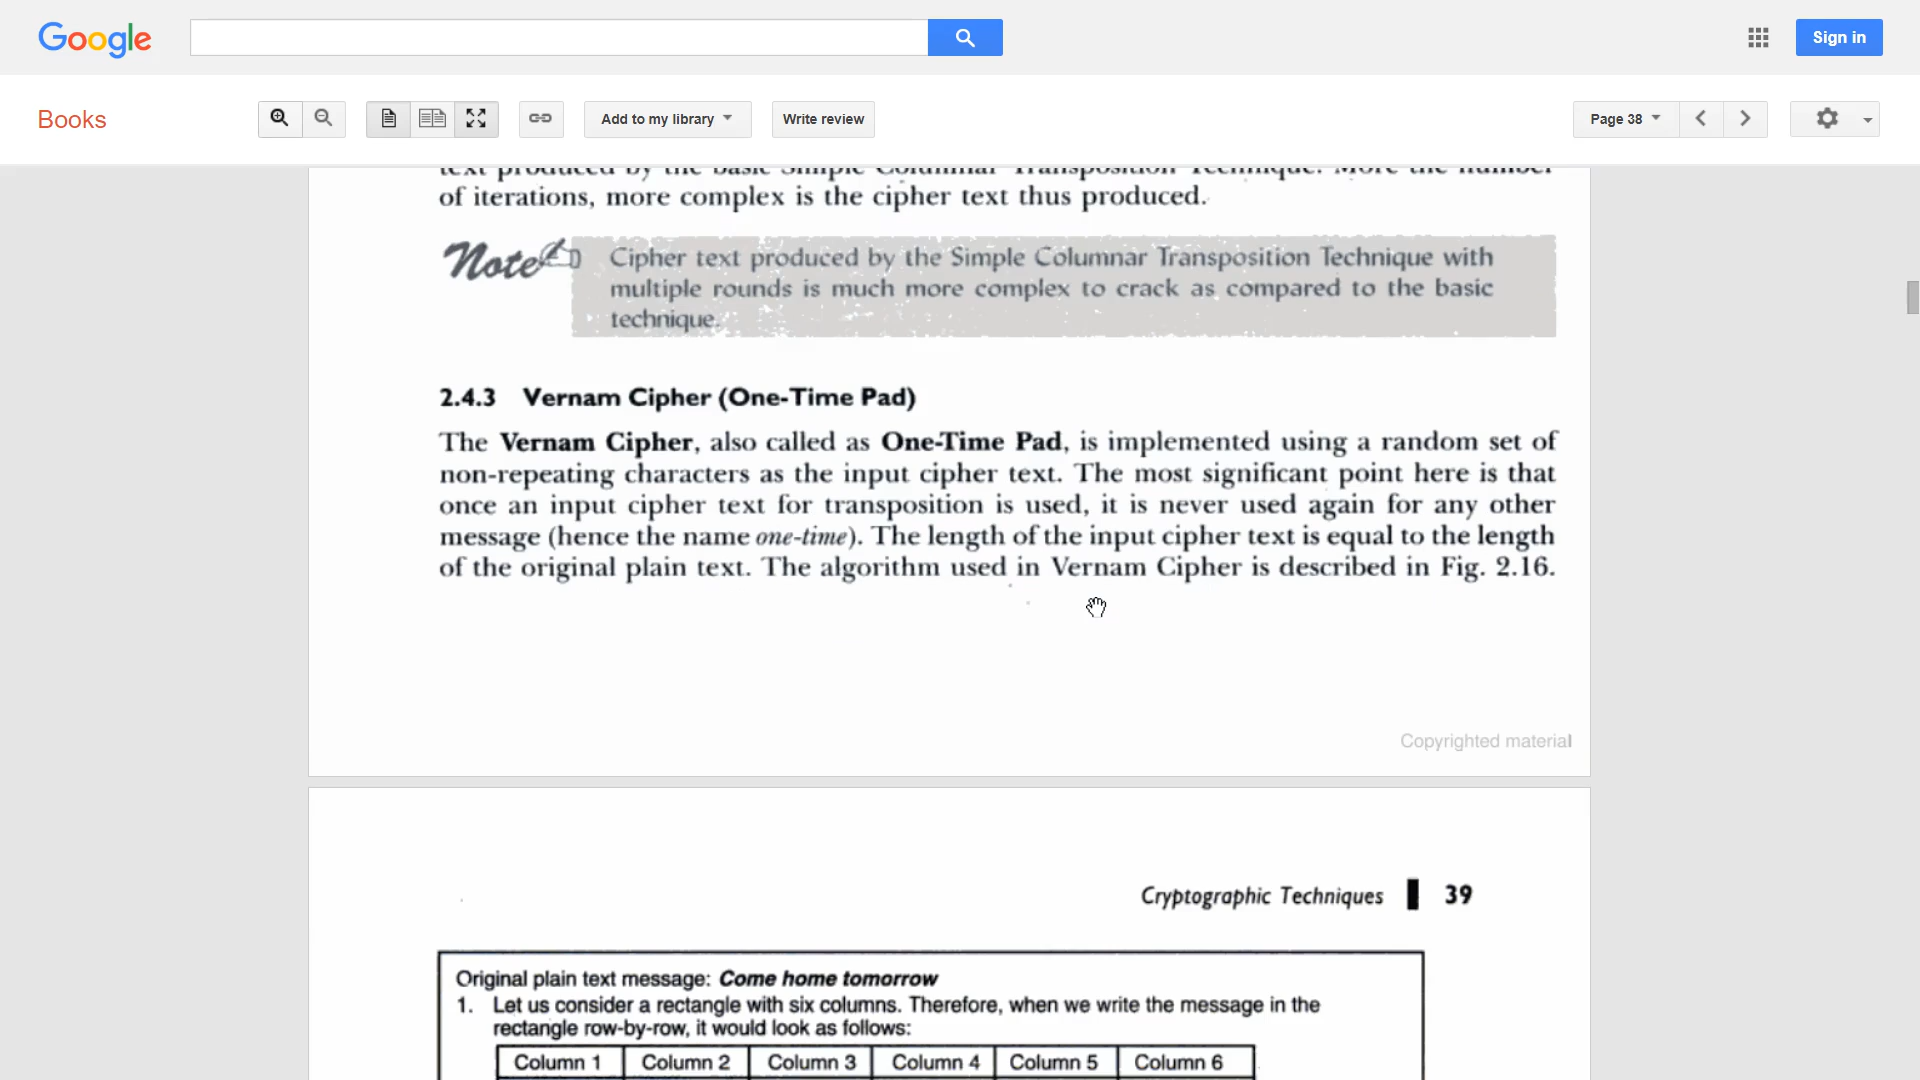 Google
Sign in
Books
Add to my library
Write review
Page 38
text produced by the basic Simple Columnar Transposition Technique. More the number
of iterations, more complex is the cipher text thus produced.
Note
Cipher text produced by the Simple Columnar Transposition Technique with
multiple rounds is much more complex to crack as compared to the basic
technique.
2.4.3 Vernam Cipher (One-Time Pad)
The Vernam Cipher, also called as One-Time Pad, is implemented using a random set of
non-repeating characters as the input cipher text. The most significant point here is that
once an input cipher text for transposition is used, it is never used again for any other
message (hence the name one-time). The length of the input cipher text is equal to the length
of the original plain text. The algorithm used in Vernam Cipher is described in Fig. 2.16.
Copyrighted material
Cryptographic Techniques 39
Original plain text message: Come home tomorrow
1. Let us consider a rectangle with six columns. Therefore, when we write the message in the
rectangle row-by-row, it would look as follows:
Column 1 Column 2 Column 3 Column 4 Column 5 Column 6